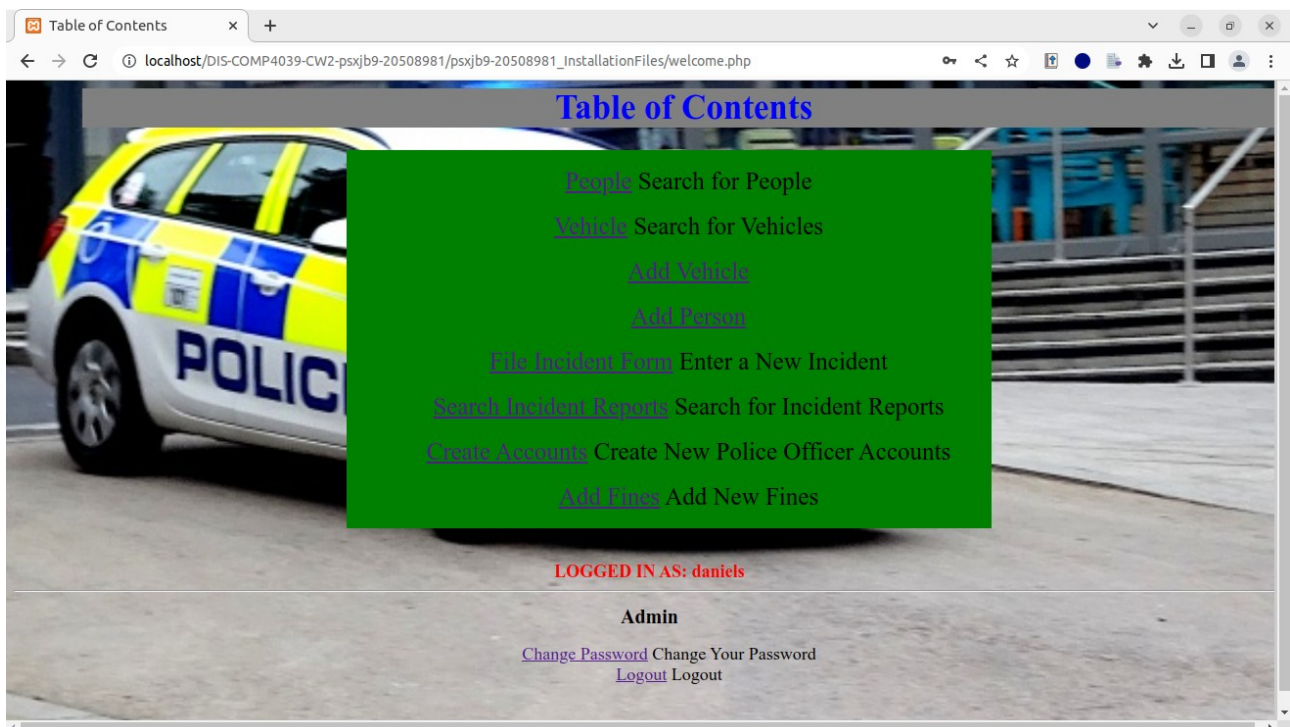 Table of Contents
localhost/DIS-COMP4039-CW2-psxjb9-20508981/psxjb9-20508981_InstallationFiles/welcome.php
Table of Contents
People Search for People
Vehicle Search for Vehicles
Add Vehicle
Add Person
File Incident Form Enter a New Incident
Search Incident Reports Search for Incident Reports
Create Accounts Create New Police Officer Accounts
Add Fines Add New Fines
POLIC
LOGGED IN AS: daniels
Admin
Change Password Change Your Password
Logout Logout